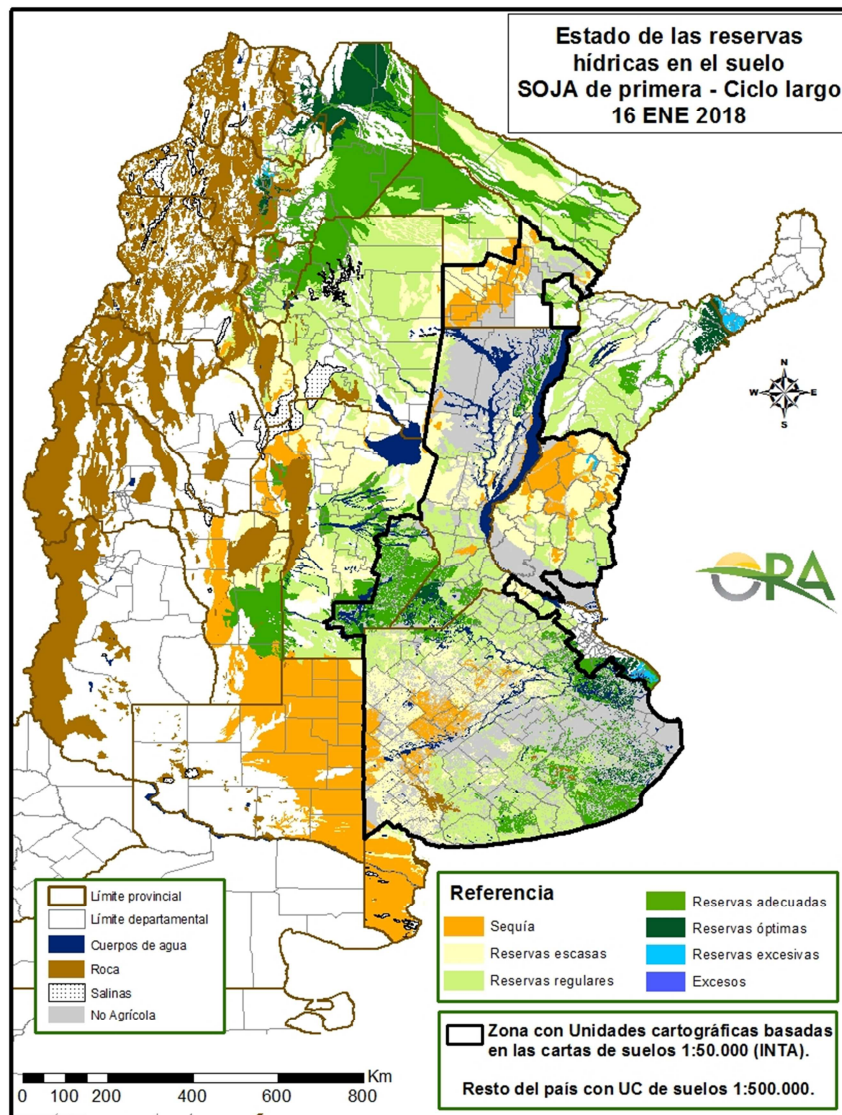 Estado de las reservas
hídricas en el suelo
SOJA de primera - Ciclo largo
16 ENE 2018
N
W E
S
ORA
Límite provincial
Límite departamental
Cuerpos de agua
Roca
Salinas
No Agrícola
Referencia
Sequía
Reservas escasas
Reservas regulares
Reservas adecuadas
Reservas óptimas
Reservas excesivas
Excesos
Zona con Unidades cartográficas basadas
en las cartas de suelos 1:50.000 (INTA).
Resto del país con UC de suelos 1:500.000.
Km
0 100 200 400 600 800